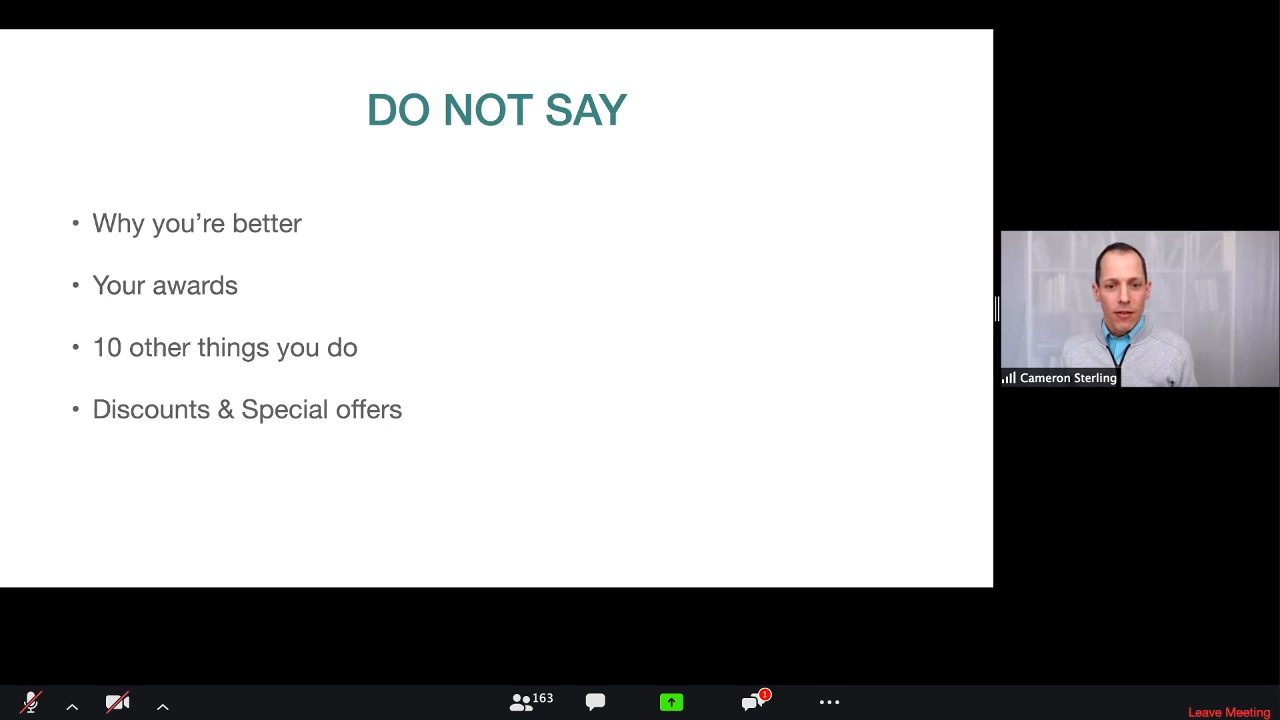 DO NOT SAY
• Why you’re better
• Your awards
• 10 other things you do
• Discounts & Special offers
Cameron Sterling
163
1
Leave Meeting